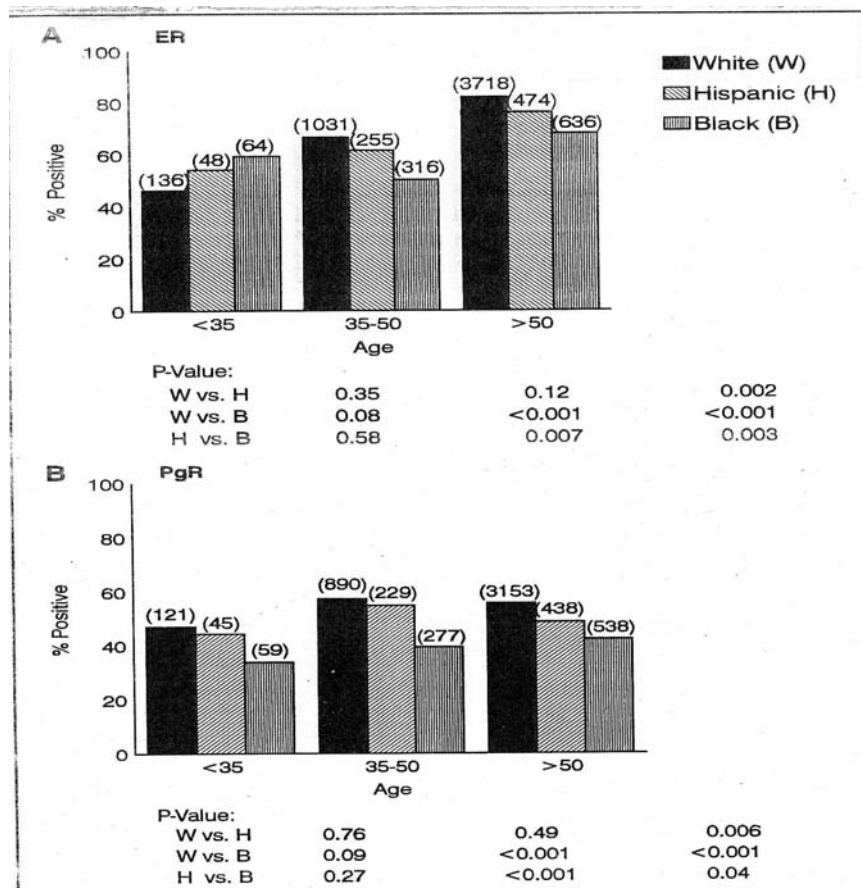 A ER
100
80
60
40
20
0
% Positive
(136) (48) (64)
(1031) (255) (316)
(3718) (474) (636)
White (W)
Hispanic (H)
Black (B)
<35 35-50 >50
Age
P-Value:
W vs. H 0.35 0.12 0.002
W vs. B 0.08 <0.001 <0.001
H vs. B 0.58 0.007 0.003
B PgR
100
80
60
40
20
0
% Positive
(121) (45) (59)
(890) (229) (277)
(3153) (438) (538)
<35 35-50 >50
Age
P-Value:
W vs. H 0.76 0.49 0.006
W vs. B 0.09 <0.001 <0.001
H vs. B 0.27 <0.001 0.04